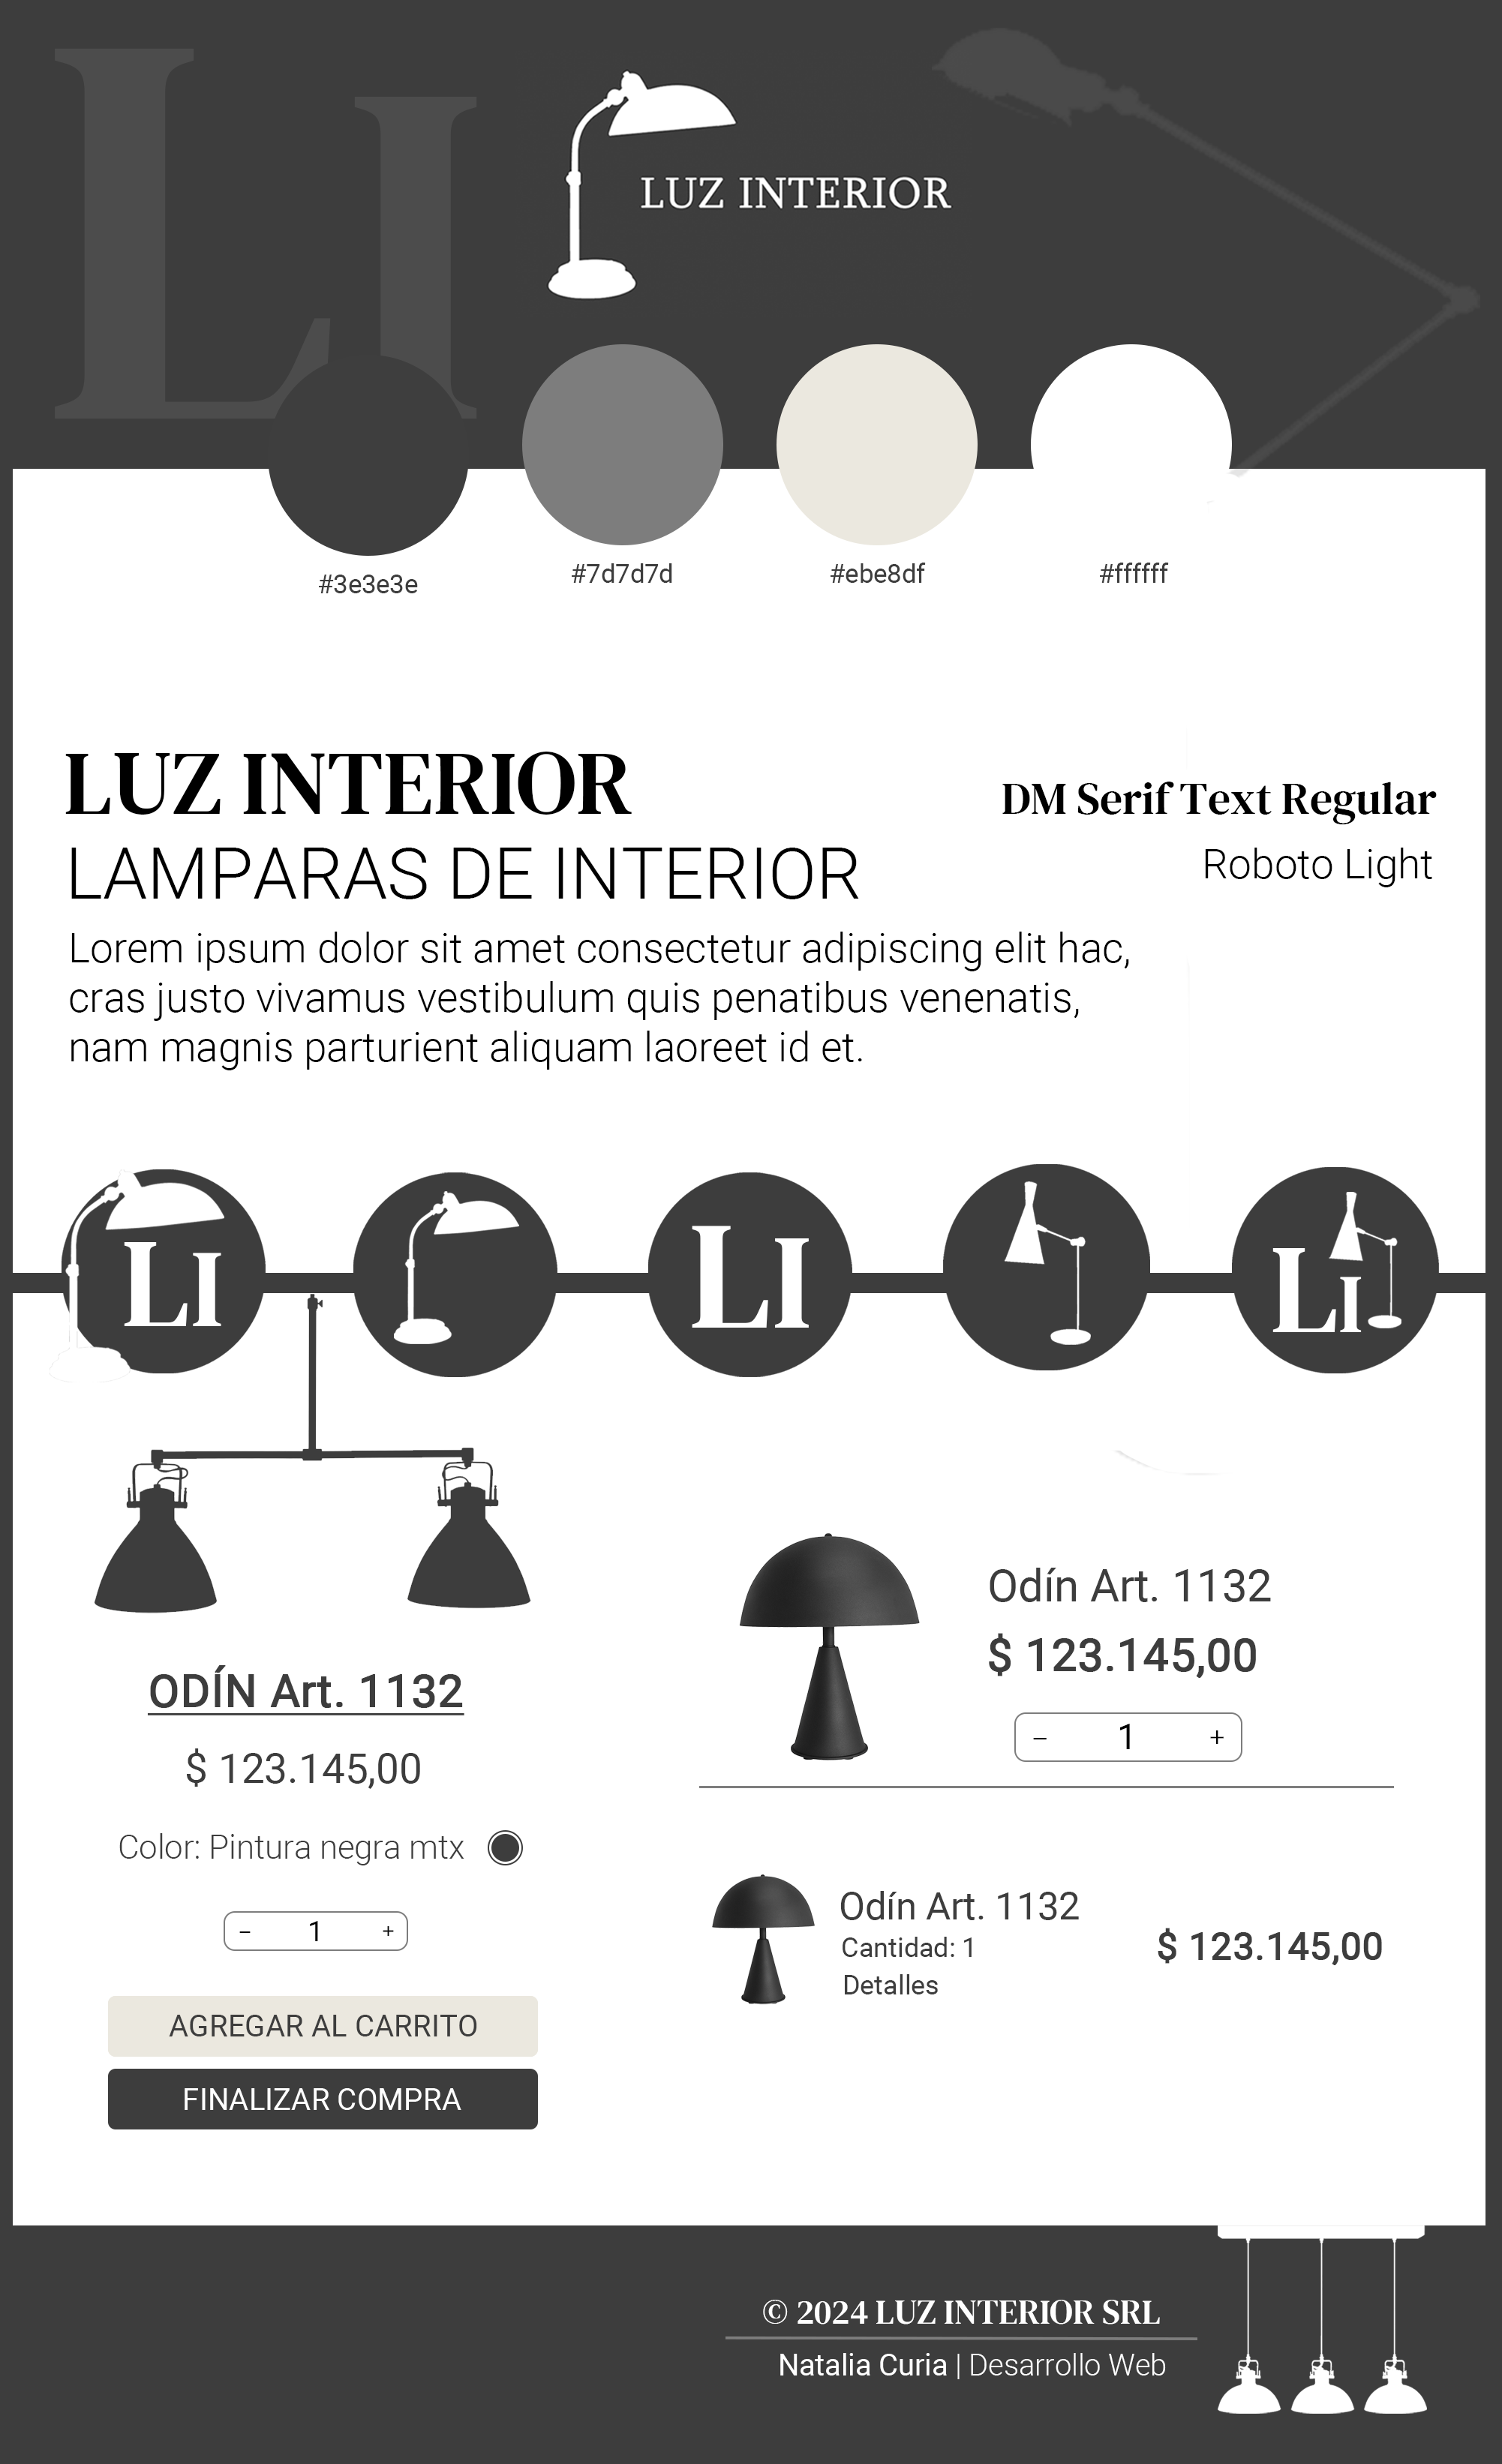 LI
LUZ INTERIOR
#3e3e3e
#7d7d7d
#ebe8df
#ffffff
LUZ INTERIOR
DM Serif Text Regular
LAMPARAS DE INTERIOR
Roboto Light
Lorem ipsum dolor sit amet consectetur adipiscing elit hac,
cras justo vivamus vestibulum quis penatibus venenatis,
nam magnis parturient aliquam laoreet id et.
LI
LI
LI
ODÍN Art. 1132
$ 123.145,00
Color: Pintura negra mtx
– 1 +
AGREGAR AL CARRITO
FINALIZAR COMPRA
Odín Art. 1132
$ 123.145,00
– 1 +
Odín Art. 1132
Cantidad: 1
Detalles
$ 123.145,00
© 2024 LUZ INTERIOR SRL
Natalia Curia | Desarrollo Web